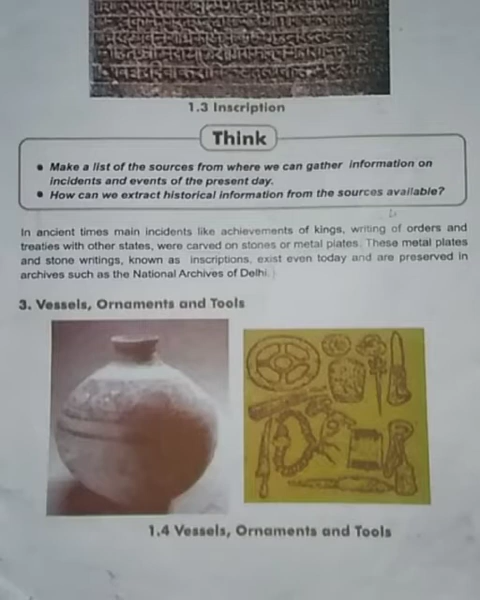 1.3 Inscription
Think
• Make a list of the sources from where we can gather information on
incidents and events of the present day.
• How can we extract historical information from the sources available?
In ancient times main incidents like achievements of kings, writing of orders and
treaties with other states, were carved on stones or metal plates. These metal plates
and stone writings, known as inscriptions, exist even today and are preserved in
archives such as the National Archives of Delhi.
3. Vessels, Ornaments and Tools
1.4 Vessels, Ornaments and Tools